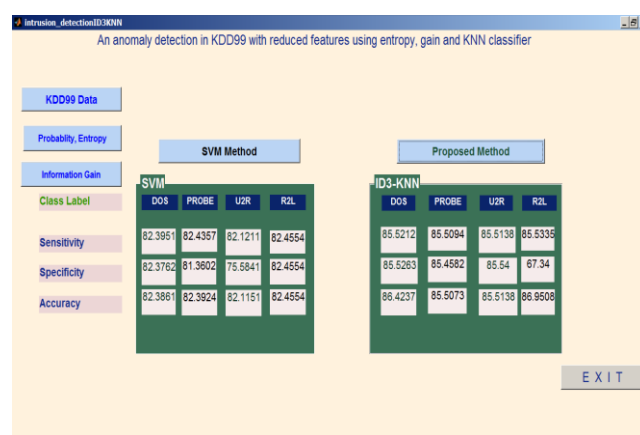 intrusion_detectionID3KNN
An anomaly detection in KDD99 with reduced features using entropy, gain and KNN classifier
KDD99 Data
Probablity, Entropy
SVM Method
Proposed Method
Information Gain
SVM
ID3-KNN
Class Label
DOS PROBE U2R R2L
DOS PROBE U2R R2L
Sensitivity
82.3951 82.4357 82.1211 82.4554
85.5212 85.5094 85.5138 85.5335
Specificity
82.3762 81.3602 75.5841 82.4554
85.5263 85.4582 85.54 67.34
Accuracy
82.3861 82.3924 82.1151 82.4554
86.4237 85.5073 85.5138 86.9508
EXIT